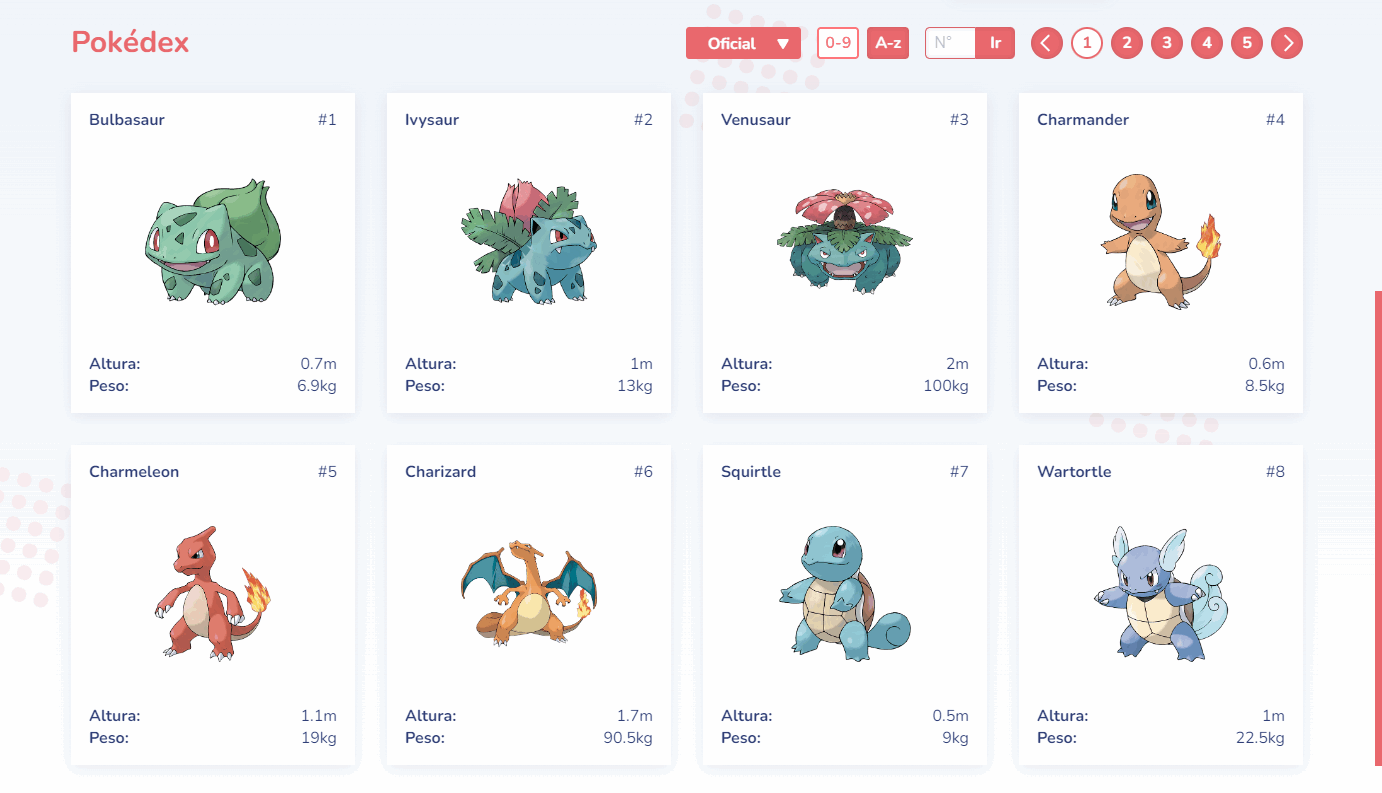 Pokédex
Oficial ▼ 0-9 A-z N° Ir 1 2 3 4 5
Bulbasaur #1
Altura: 0.7m
Peso: 6.9kg
Ivysaur #2
Altura: 1m
Peso: 13kg
Venusaur #3
Altura: 2m
Peso: 100kg
Charmander #4
Altura: 0.6m
Peso: 8.5kg
Charmeleon #5
Altura: 1.1m
Peso: 19kg
Charizard #6
Altura: 1.7m
Peso: 90.5kg
Squirtle #7
Altura: 0.5m
Peso: 9kg
Wartortle #8
Altura: 1m
Peso: 22.5kg